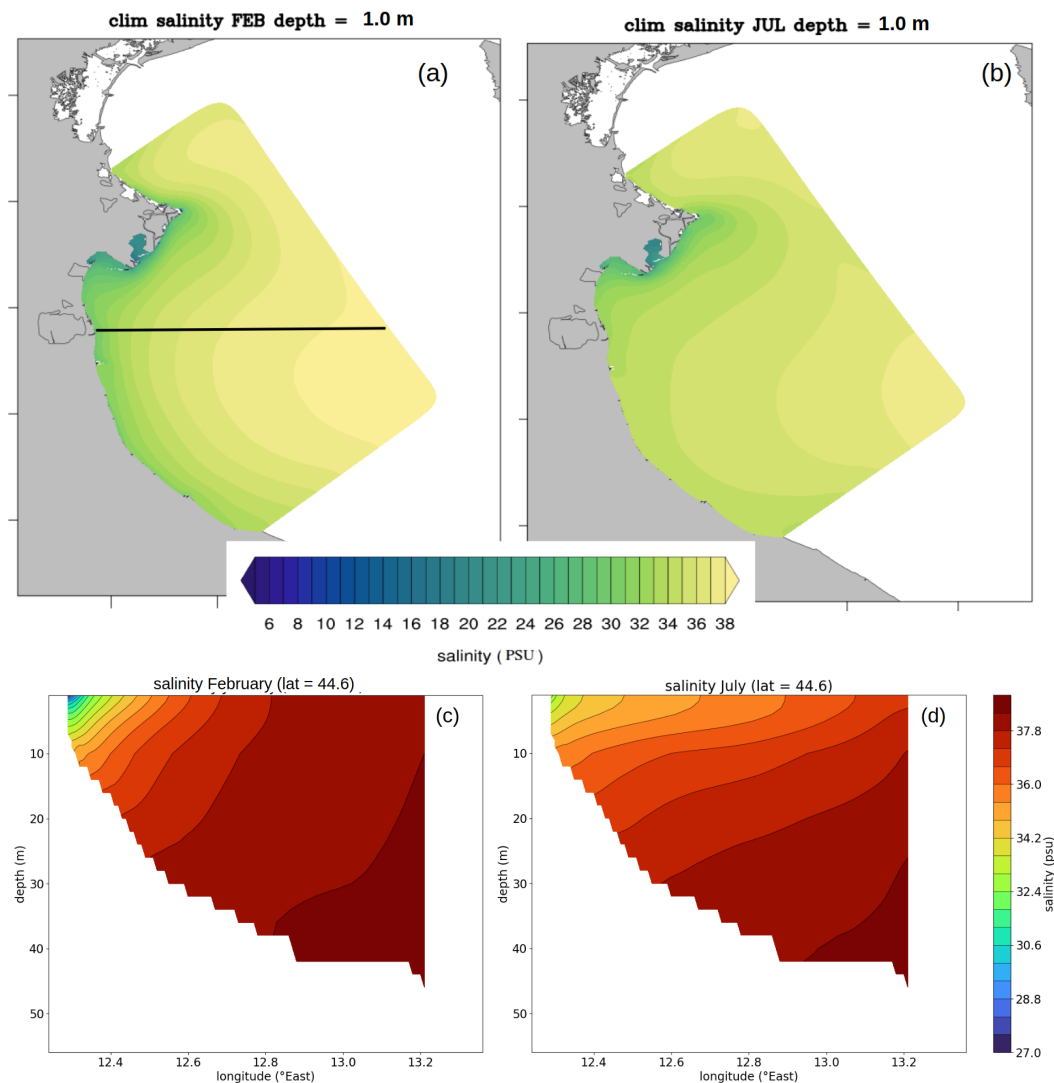 clim salinity FEB depth = 1.0 m
(a)
clim salinity JUL depth = 1.0 m
(b)
6 8 10 12 14 16 18 20 22 24 26 28 30 32 34 36 38
salinity ( PSU )
salinity February (lat = 44.6)
(c)
10
20
30
40
50
depth (m)
12.4 12.6 12.8 13.0 13.2
longitude (°East)
salinity July (lat = 44.6)
(d)
10
20
30
40
50
depth (m)
12.4 12.6 12.8 13.0 13.2
longitude (°East)
37.8
36.0
34.2
32.4
30.6
28.8
27.0
salinity (psu)